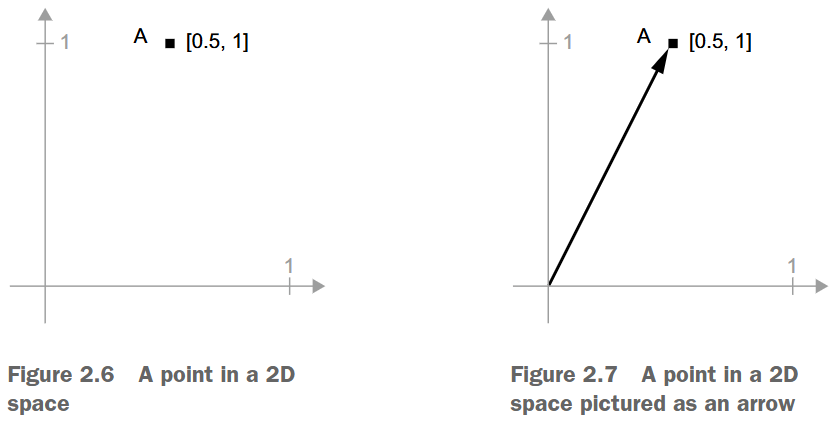 1
A
[0.5, 1]
1
Figure 2.6 A point in a 2D
space
1
A
[0.5, 1]
1
Figure 2.7 A point in a 2D
space pictured as an arrow